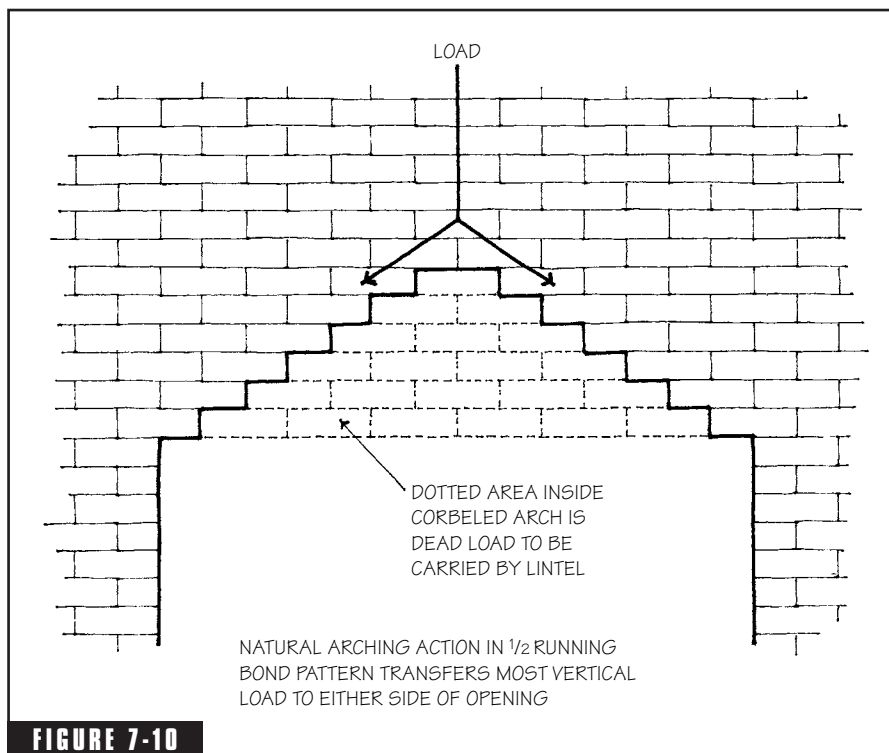 LOAD
DOTTED AREA INSIDE
CORBELED ARCH IS
DEAD LOAD TO BE
CARRIED BY LINTEL
NATURAL ARCHING ACTION IN 1/2 RUNNING
BOND PATTERN TRANSFERS MOST VERTICAL
LOAD TO EITHER SIDE OF OPENING
FIGURE 7-10